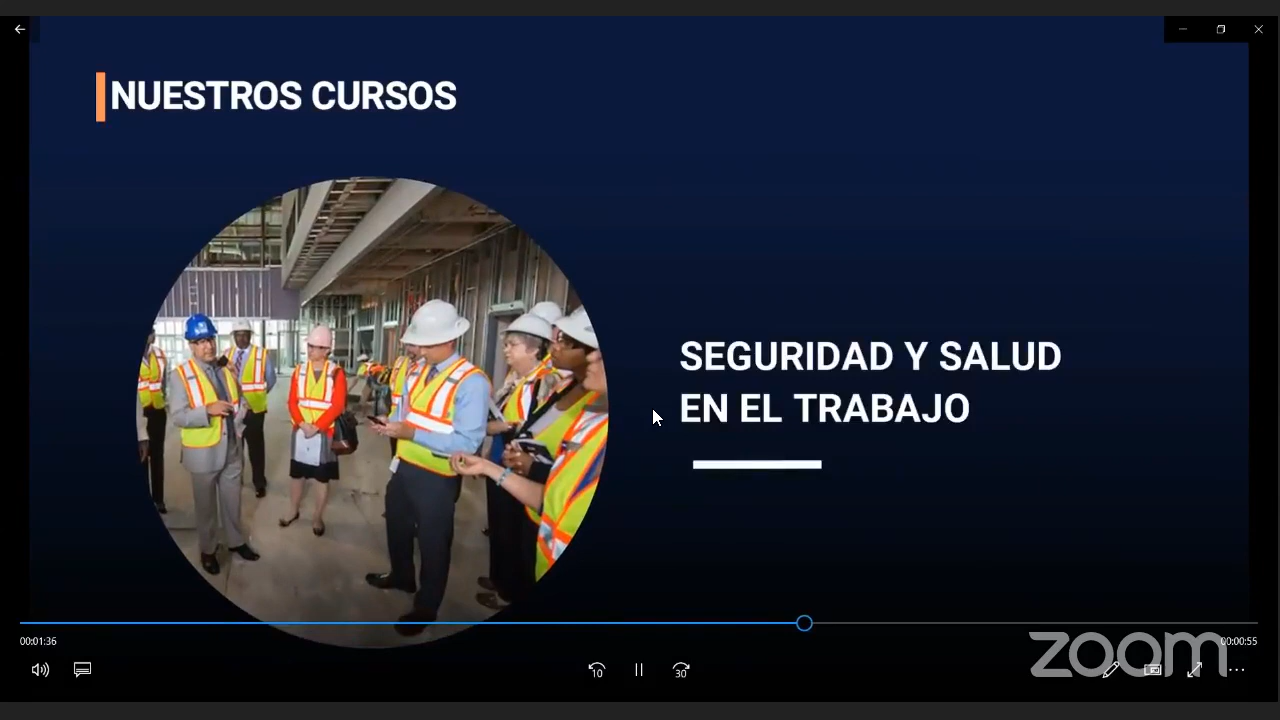 NUESTROS CURSOS
SEGURIDAD Y SALUD
EN EL TRABAJO
00:01:36
00:00:55
10
30
zoom